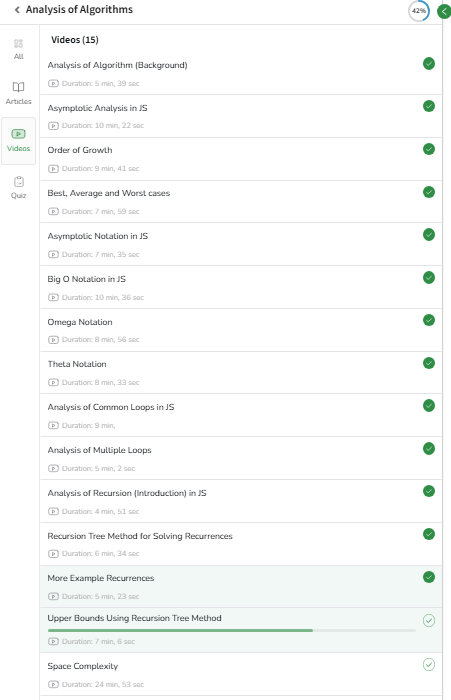 Analysis of Algorithms
42%
Videos (15)
All
Articles
Videos
Quiz
Analysis of Algorithm (Background)
Duration: 5 min, 39 sec
Asymptotic Analysis in JS
Duration: 10 min, 22 sec
Order of Growth
Duration: 9 min, 41 sec
Best, Average and Worst cases
Duration: 7 min, 59 sec
Asymptotic Notation in JS
Duration: 7 min, 35 sec
Big O Notation in JS
Duration: 10 min, 36 sec
Omega Notation
Duration: 8 min, 56 sec
Theta Notation
Duration: 8 min, 33 sec
Analysis of Common Loops in JS
Duration: 9 min,
Analysis of Multiple Loops
Duration: 5 min, 2 sec
Analysis of Recursion (Introduction) in JS
Duration: 4 min, 51 sec
Recursion Tree Method for Solving Recurrences
Duration: 6 min, 34 sec
More Example Recurrences
Duration: 5 min, 23 sec
Upper Bounds Using Recursion Tree Method
Duration: 7 min, 6 sec
Space Complexity
Duration: 24 min, 53 sec